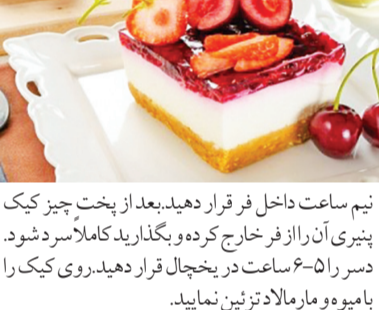 نیم ساعت داخل فر قرار دهید.بعد از پخت چیز کیک
پنیری آن را از فر خارج کرده و بگذارید کاملاً سرد شود.
دسر را ۵-۶ ساعت در یخچال قرار دهید.روی کیک را
با میوه و مارمالاد تزئین نمایید.